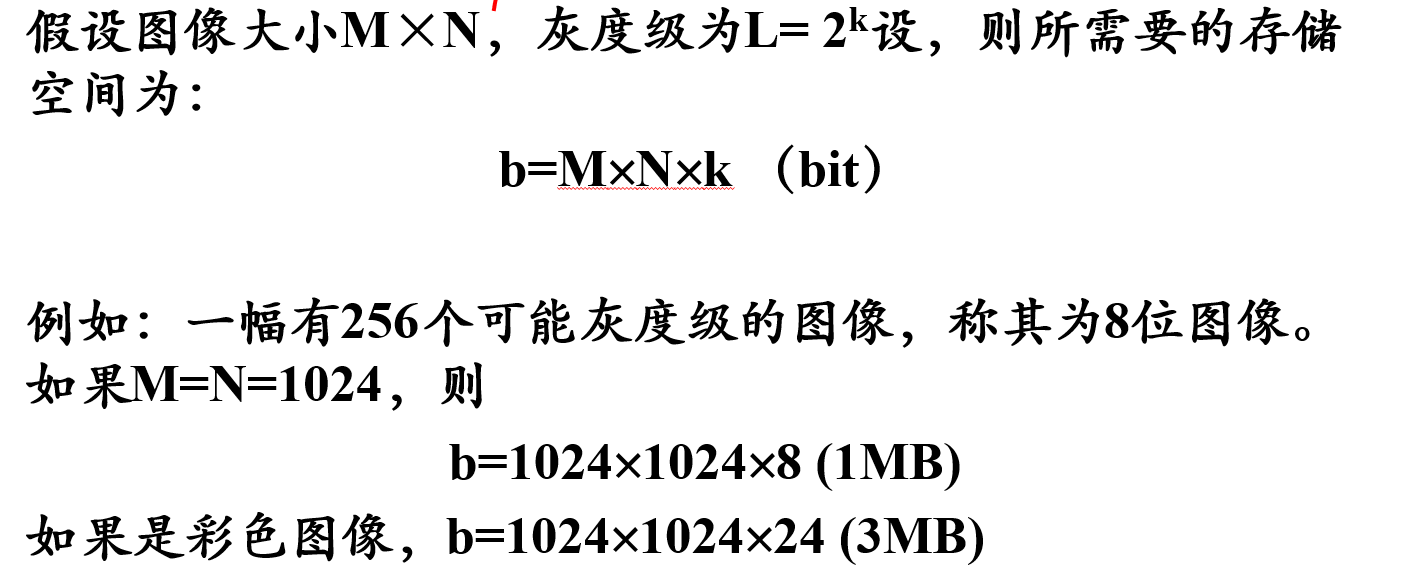 假设图像大小M×N，灰度级为L= 2ᵏ设，则所需要的存储
空间为：
b=M×N×k （bit）
例如：一幅有256个可能灰度级的图像，称其为8位图像。
如果M=N=1024，则
b=1024×1024×8 (1MB)
如果是彩色图像，b=1024×1024×24 (3MB)